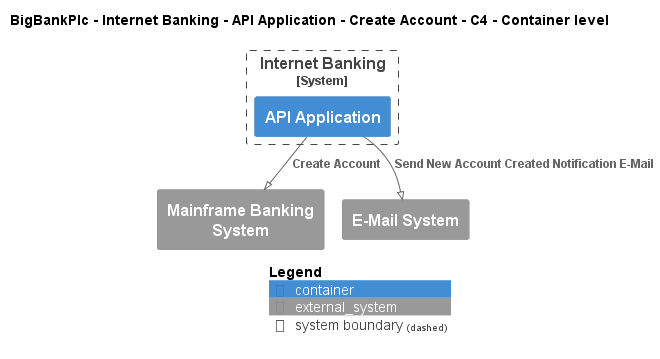 BigBankPlc - Internet Banking - API Application - Create Account - C4 - Container level
Internet Banking
[System]
API Application
Create Account
Send New Account Created Notification E-Mail
Mainframe Banking
System
E-Mail System
Legend
container
external_system
system boundary (dashed)